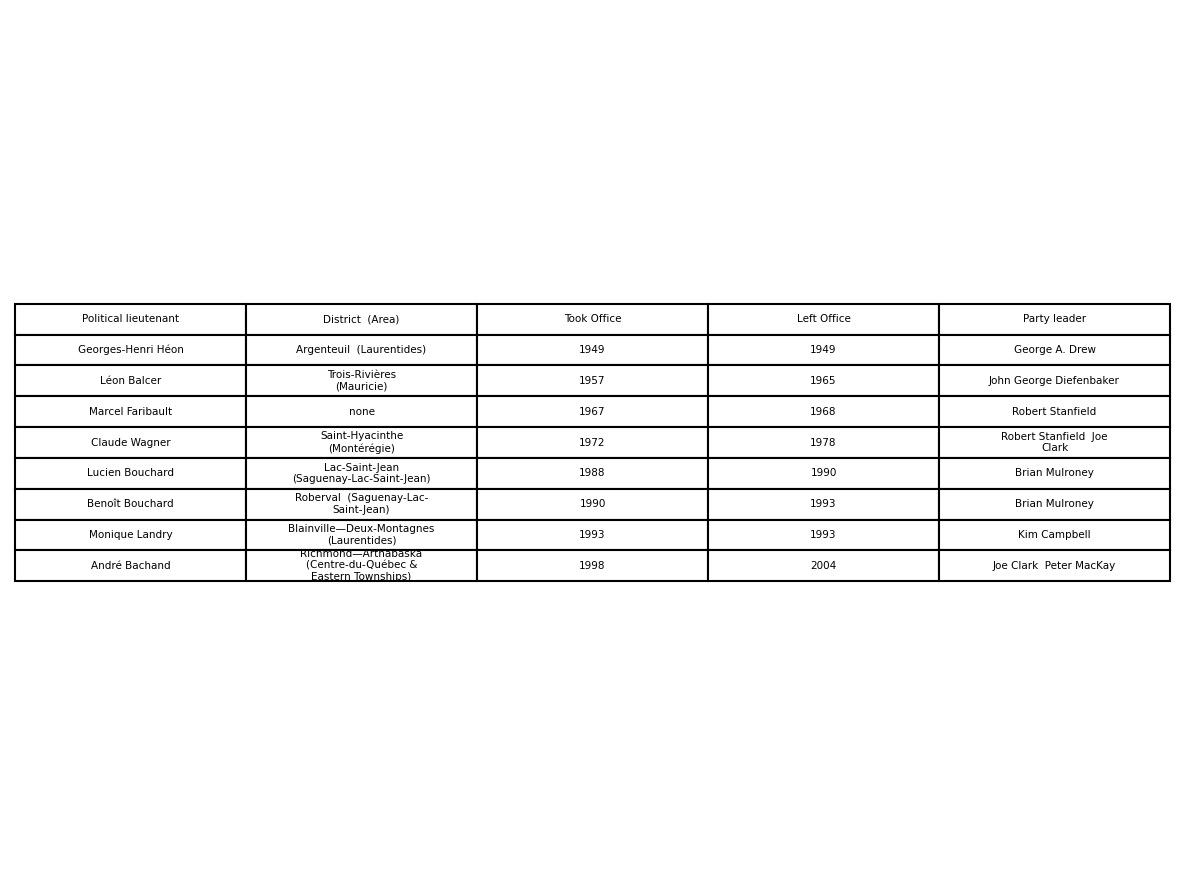 Political lieutenant District  (Area) Took Office Left Office Party leader
Georges-Henri Héon Argenteuil  (Laurentides) 1949 1949 George A. Drew
Léon Balcer Trois-Rivières
(Mauricie) 1957 1965 John George Diefenbaker
Marcel Faribault none 1967 1968 Robert Stanfield
Claude Wagner Saint-Hyacinthe
(Montérégie) 1972 1978 Robert Stanfield  Joe
Clark
Lucien Bouchard Lac-Saint-Jean
(Saguenay-Lac-Saint-Jean) 1988 1990 Brian Mulroney
Benoît Bouchard Roberval  (Saguenay-Lac-
Saint-Jean) 1990 1993 Brian Mulroney
Monique Landry Blainville—Deux-Montagnes
(Laurentides) 1993 1993 Kim Campbell
André Bachand Richmond—Arthabaska
(Centre-du-Québec &
Eastern Townships) 1998 2004 Joe Clark  Peter MacKay